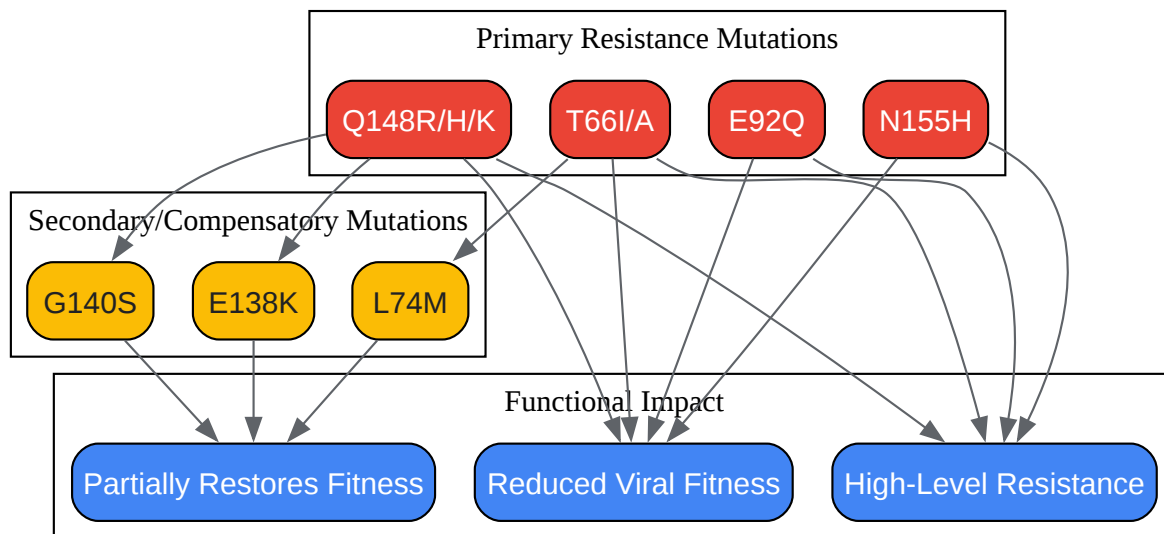 Primary Resistance Mutations
Q148R/H/K
T66I/A
E92Q
N155H
Secondary/Compensatory Mutations
G140S
E138K
L74M
Functional Impact
Partially Restores Fitness
Reduced Viral Fitness
High-Level Resistance